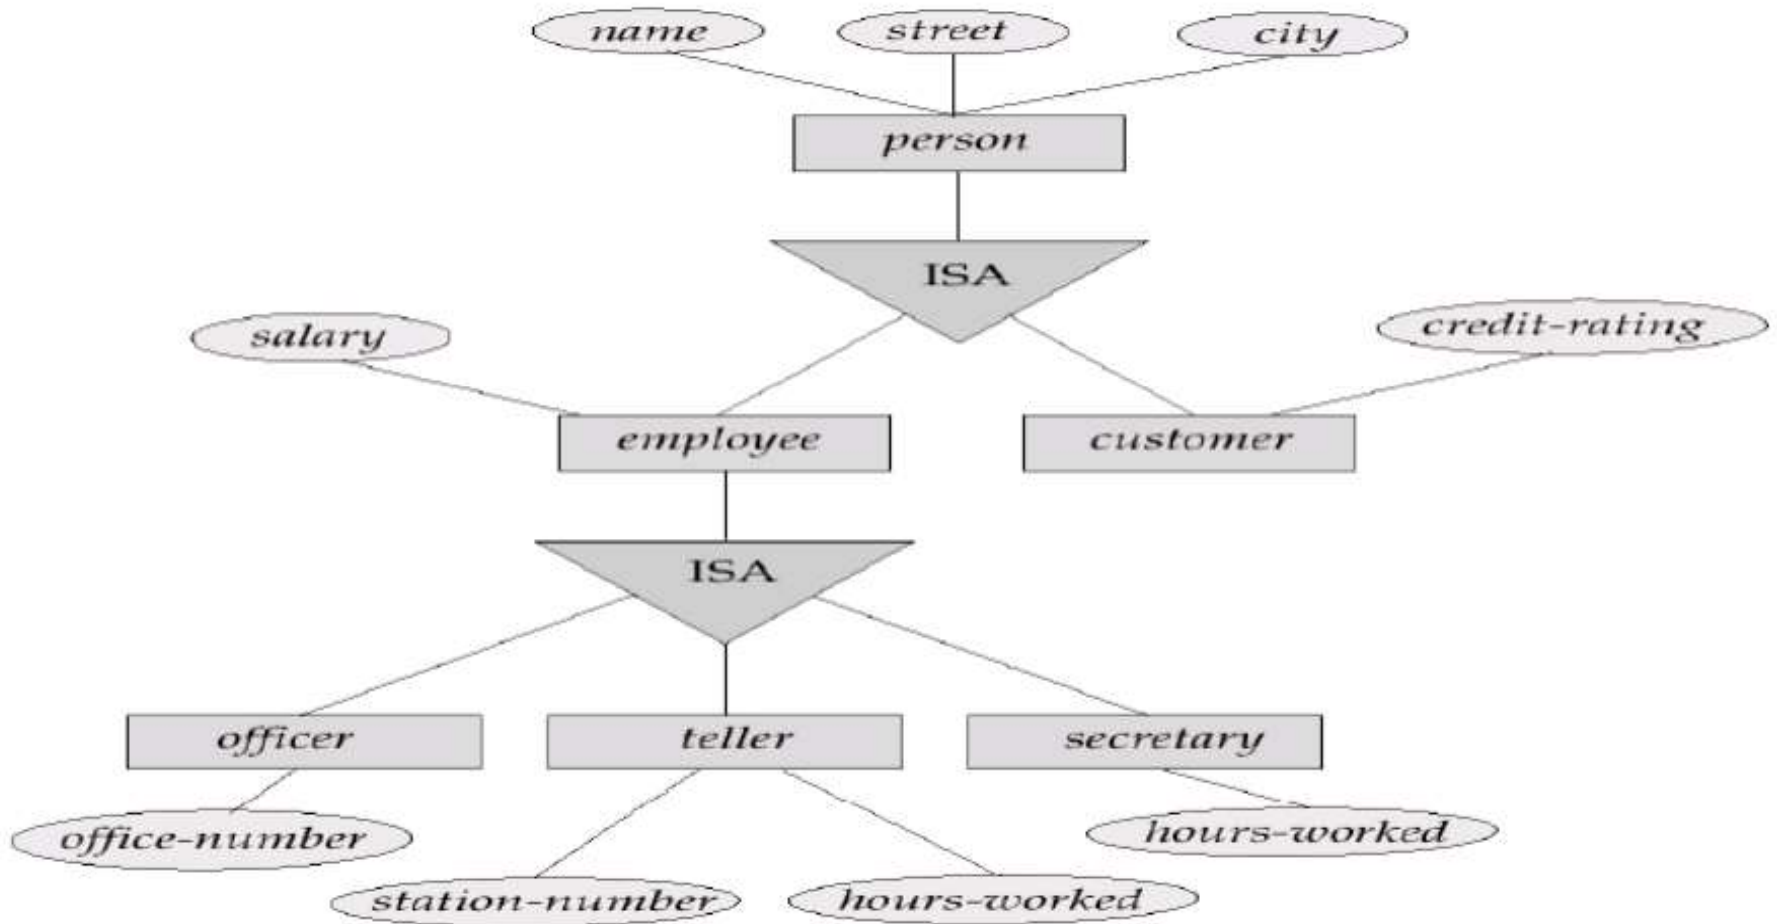 name street city
person
ISA
salary
credit-rating
employee customer
ISA
officer teller secretary
office-number
hours-worked
station-number hours-worked